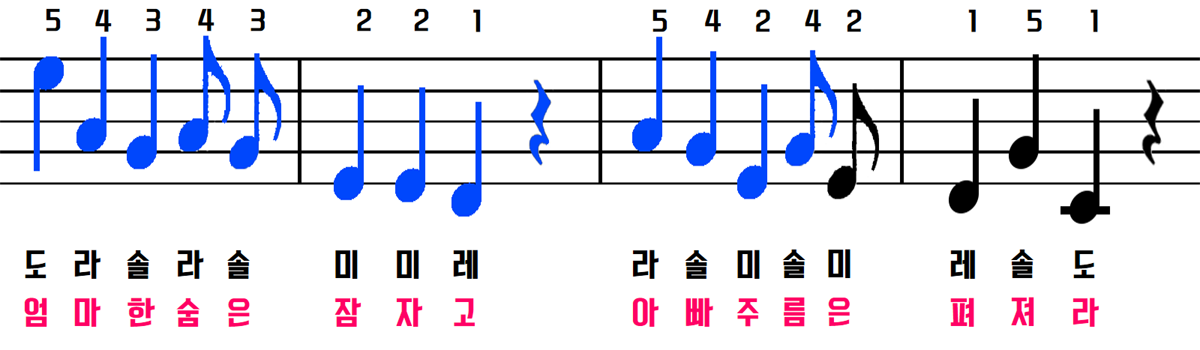 5 4 3 4 3 2 2 1 5 4 2 4 2 1 5 1
도 라 솔 라 솔 미 미 레 라 솔 미 솔 미 레 솔 도
엄 마 한 숨 은 잠 자 고 아 빠 주 름 은 펴 져 라